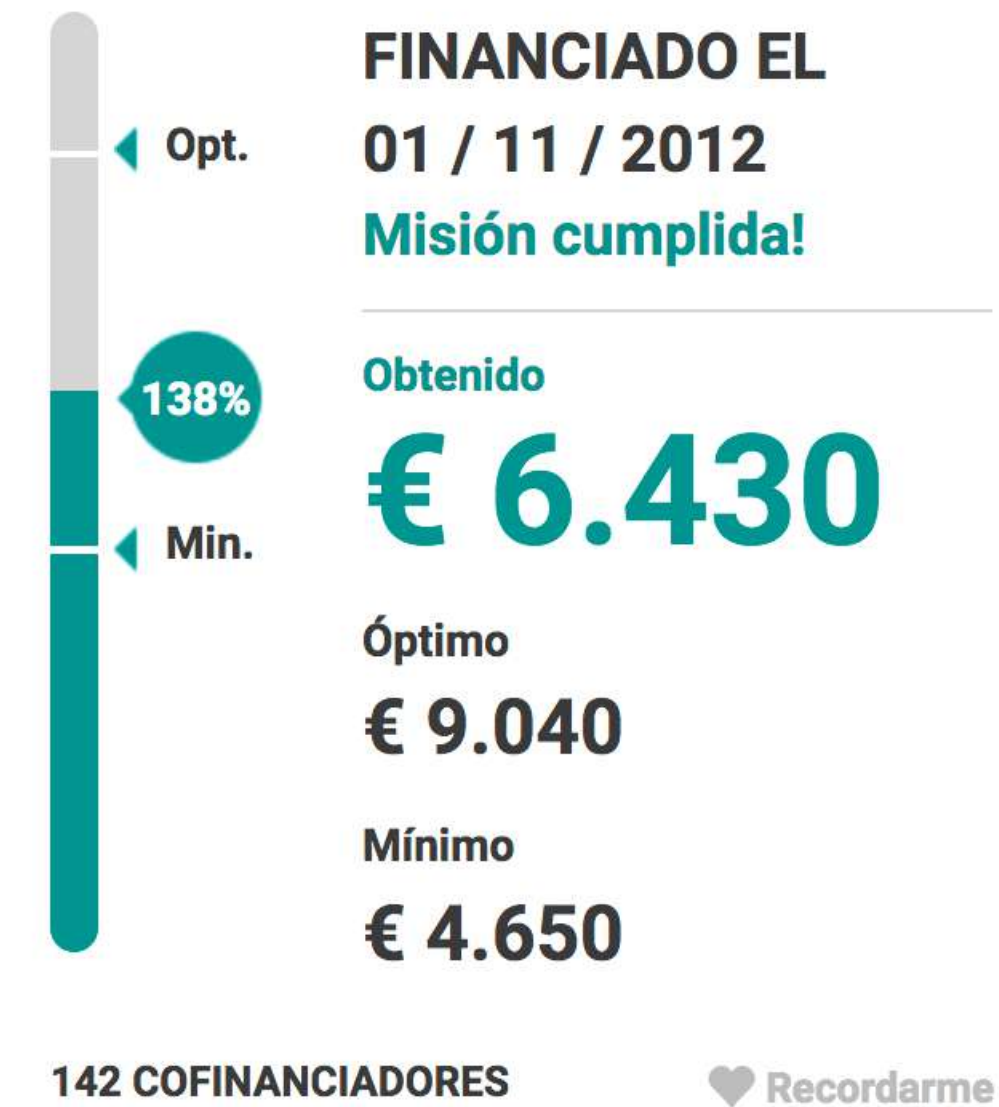 FINANCIADO EL
01 / 11 / 2012
Misión cumplida!
Opt.
138%
Min.
Obtenido
€ 6.430
Óptimo
€ 9.040
Mínimo
€ 4.650
142 COFINANCIADORES
Recordarme